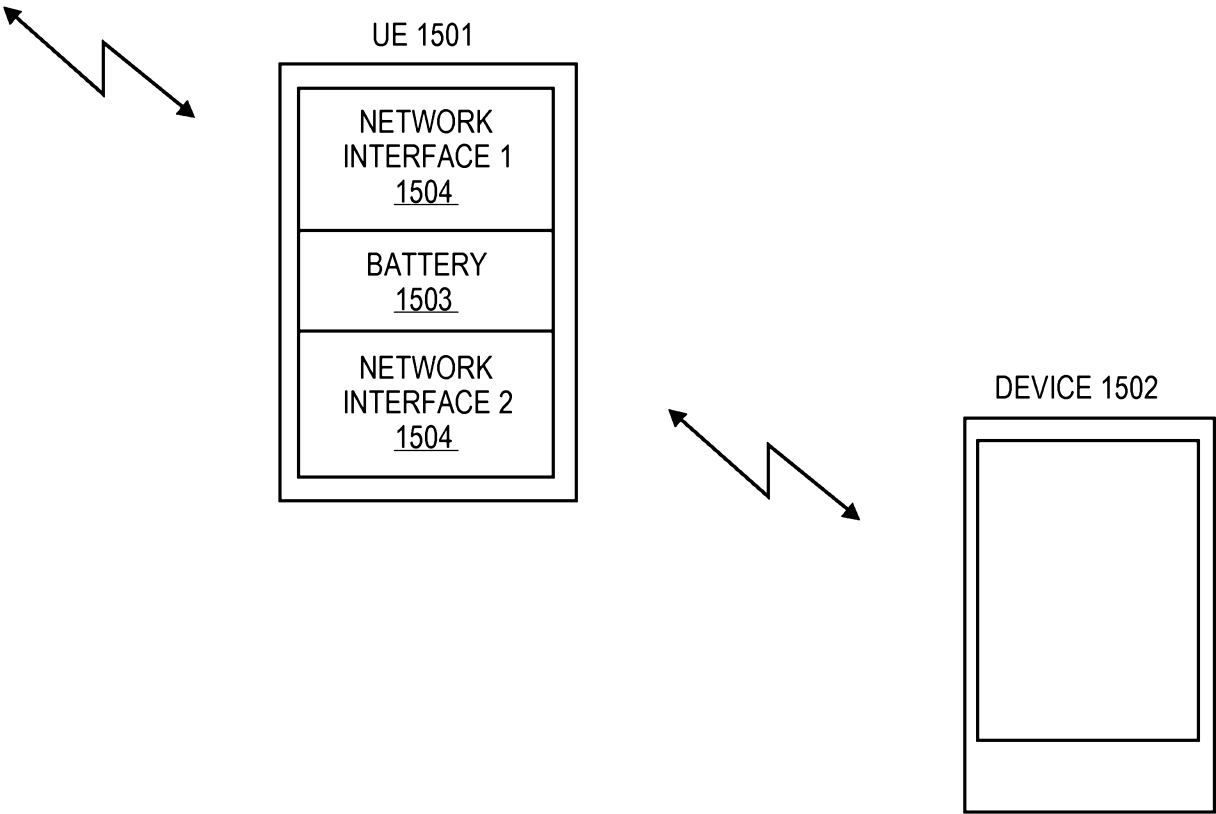 UE 1501
NETWORK
INTERFACE 1
1504
BATTERY
1503
NETWORK
INTERFACE 2
1504
DEVICE 1502